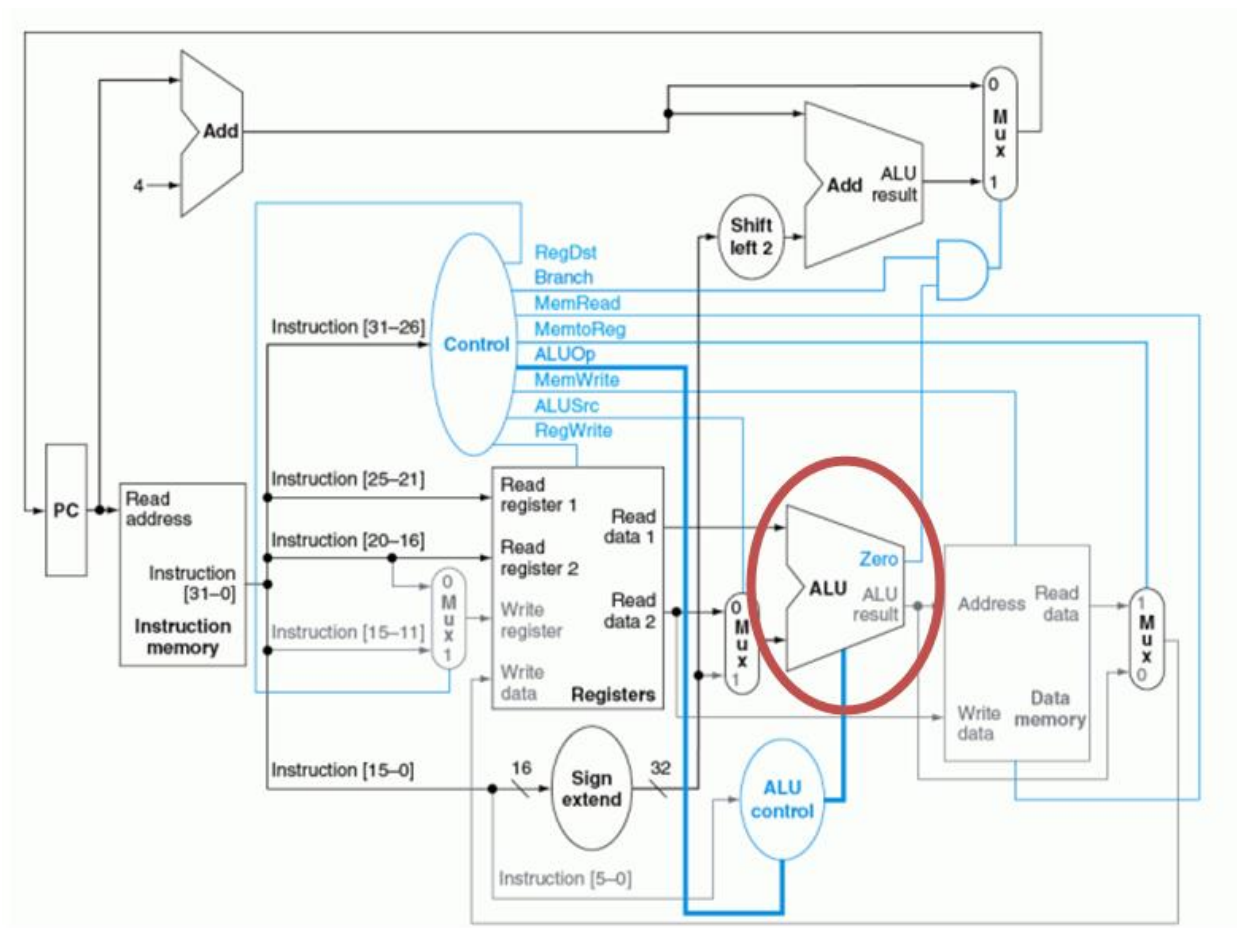 0
M
u
x
1
Add
4
Add
ALU
result
Shift
left 2
RegDst
Branch
MemRead
MemtoReg
ALUOp
MemWrite
ALUSrc
RegWrite
Control
Instruction [31–26]
Instruction [25–21]
Instruction [20–16]
Instruction [15–11]
Instruction [15–0]
Instruction [5–0]
PC
Read
address
Instruction
[31–0]
Instruction
memory
0
M
u
x
1
Read
register 1
Read
register 2
Write
register
Write
data
Read
data 1
Read
data 2
Registers
16
Sign
extend
32
0
M
u
x
1
Zero
ALU
ALU
result
ALU
control
Address
Read
data
Write
data
Data
memory
1
M
u
x
0